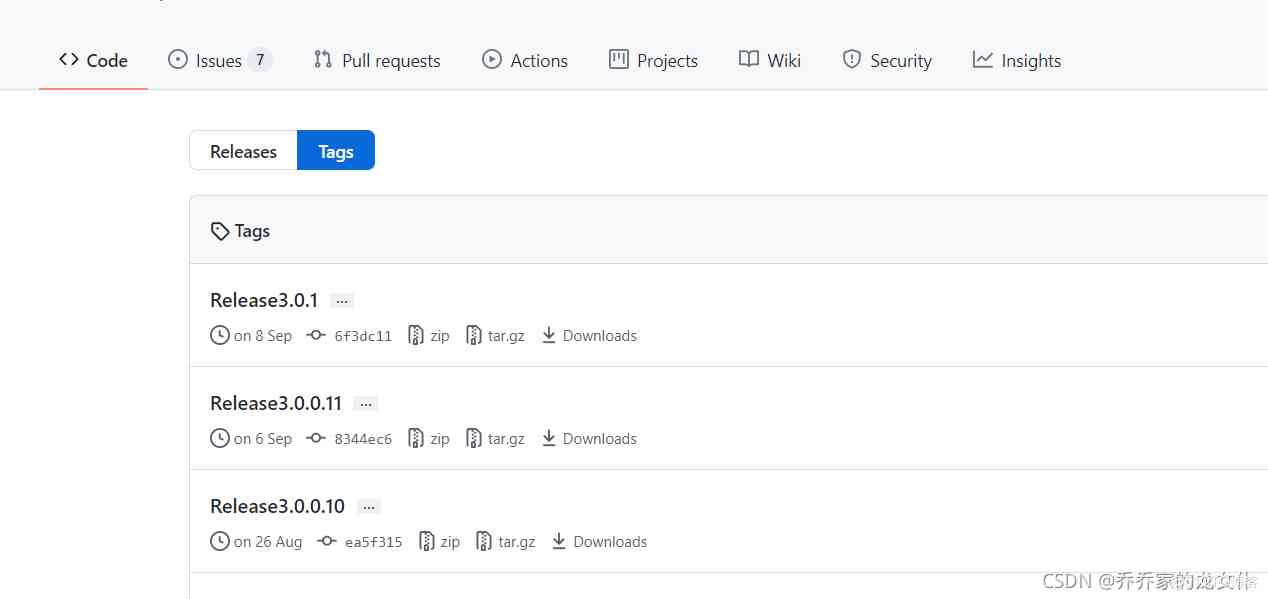 Code Issues 7 Pull requests Actions Projects Wiki Security Insights
Releases Tags
Tags
Release3.0.1 ...
on 8 Sep 6f3dc11 zip tar.gz Downloads
Release3.0.0.11 ...
on 6 Sep 8344ec6 zip tar.gz Downloads
Release3.0.0.10 ...
on 26 Aug ea5f315 zip tar.gz Downloads
CSDN @乔乔家的龙女仆